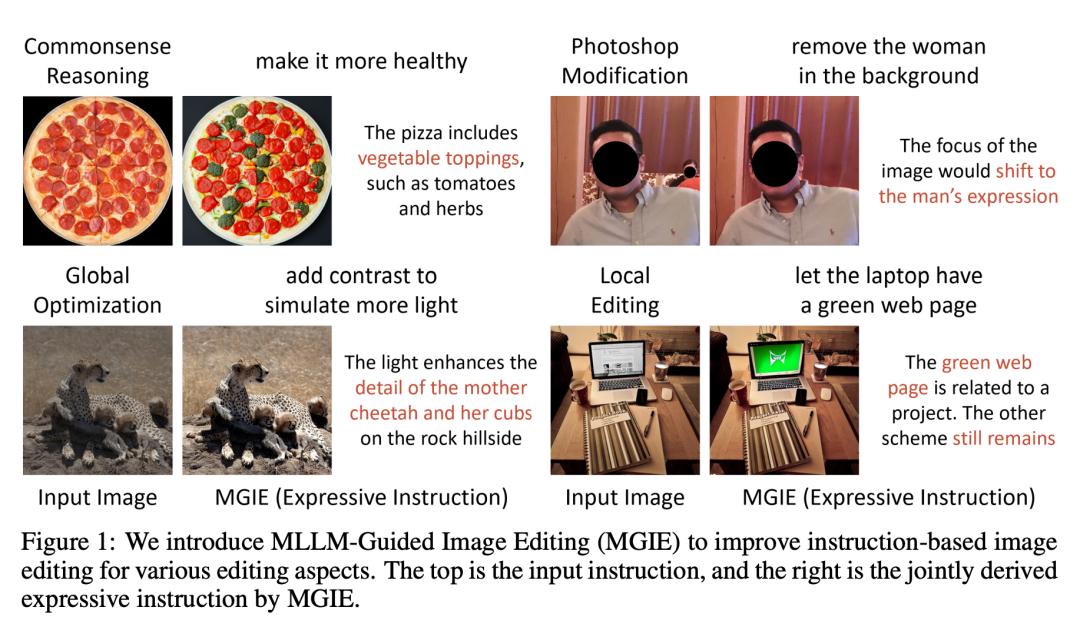 Commonsense
Reasoning
make it more healthy
The pizza includes
vegetable toppings,
such as tomatoes
and herbs
Photoshop
Modification
remove the woman
in the background
The focus of the
image would shift to
the man's expression
Global
Optimization
add contrast to
simulate more light
The light enhances the
detail of the mother
cheetah and her cubs
on the rock hillside
Local
Editing
let the laptop have
a green web page
The green web
page is related to a
project. The other
scheme still remains
Input Image
MGIE (Expressive Instruction)
Input Image
MGIE (Expressive Instruction)
Figure 1: We introduce MLLM-Guided Image Editing (MGIE) to improve instruction-based image
editing for various editing aspects. The top is the input instruction, and the right is the jointly derived
expressive instruction by MGIE.